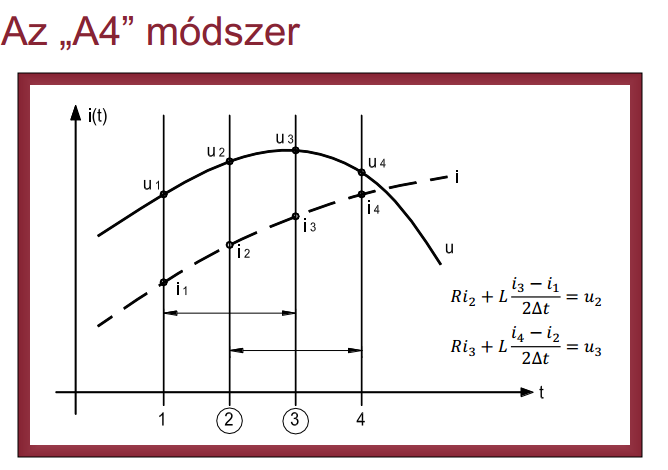 Az „A4” módszer
i(t)
u1
u2
u3
u4
i
i1
i2
i3
i4
u
Ri₂ + L (i₃ − i₁)/(2Δt) = u₂
Ri₃ + L (i₄ − i₂)/(2Δt) = u₃
t
1 2 3 4